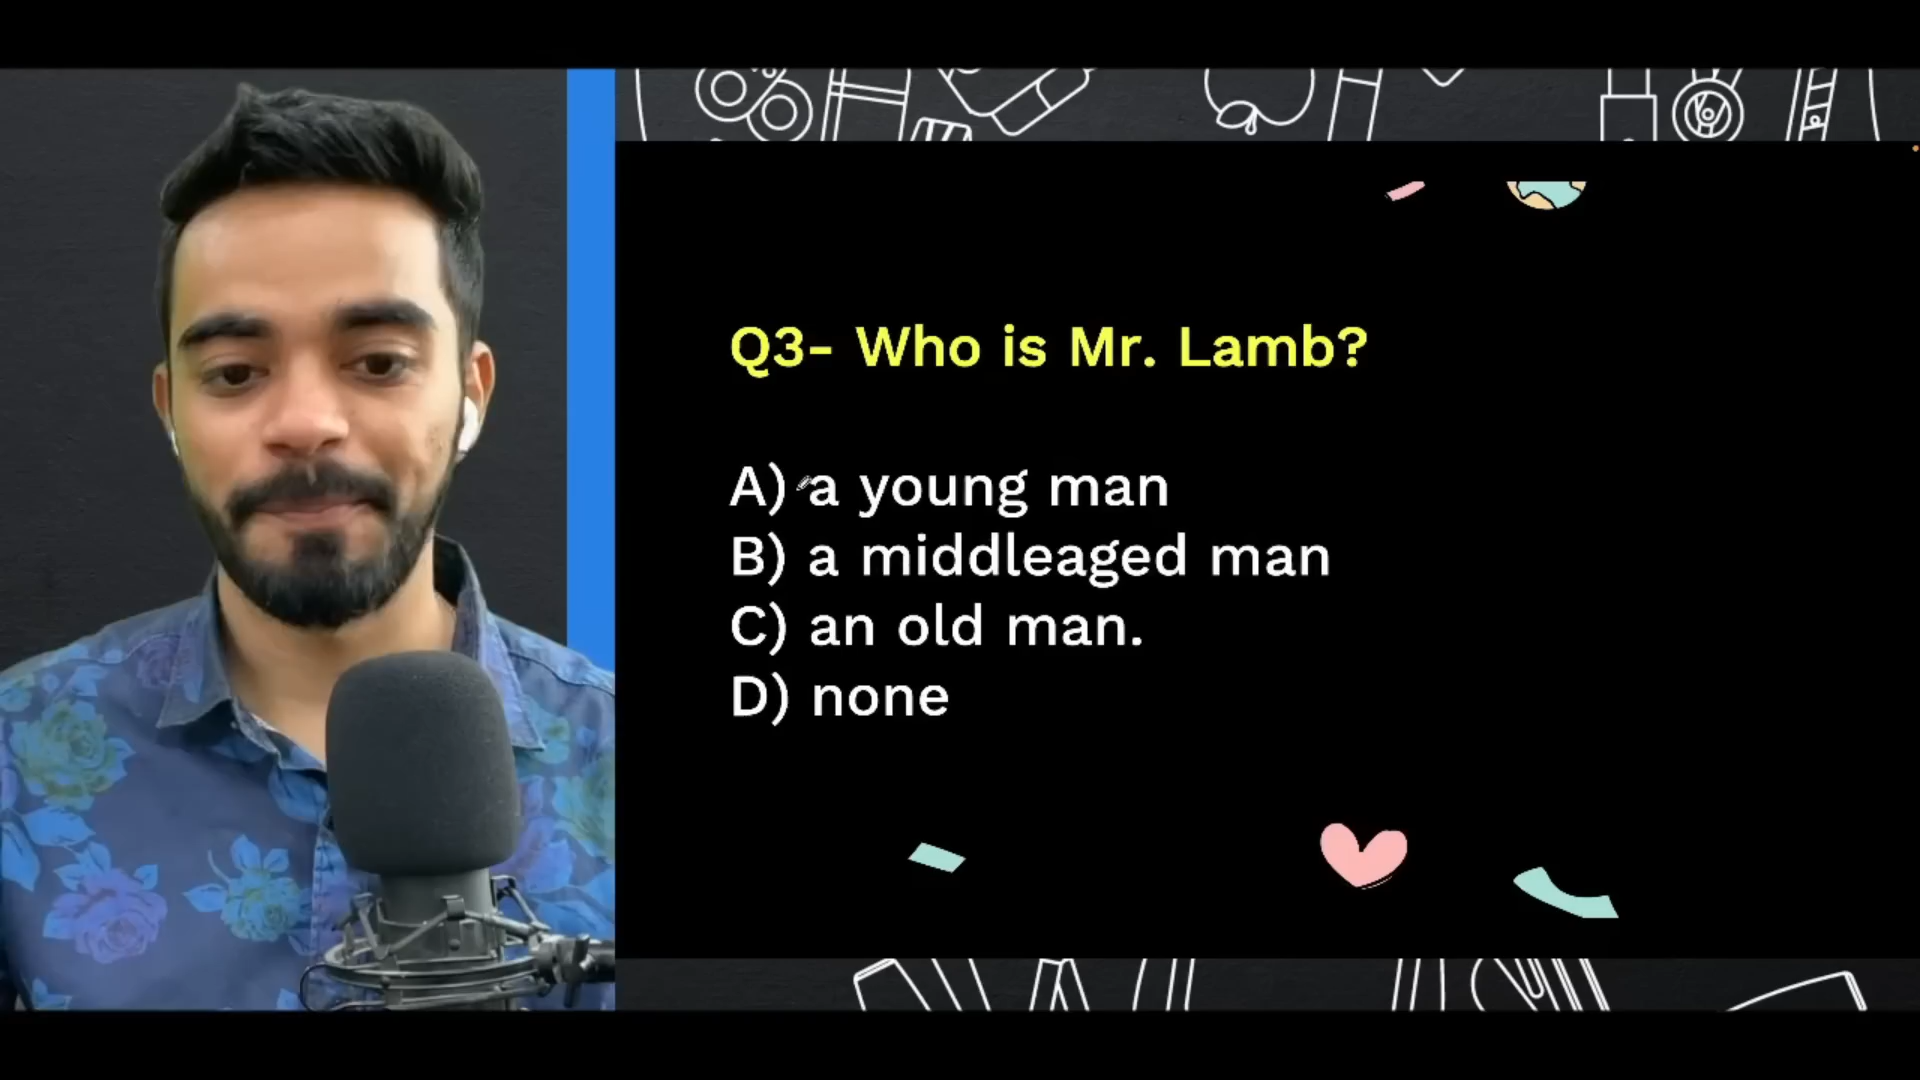 Q3- Who is Mr. Lamb?
A) a young man
B) a middleaged man
C) an old man.
D) none